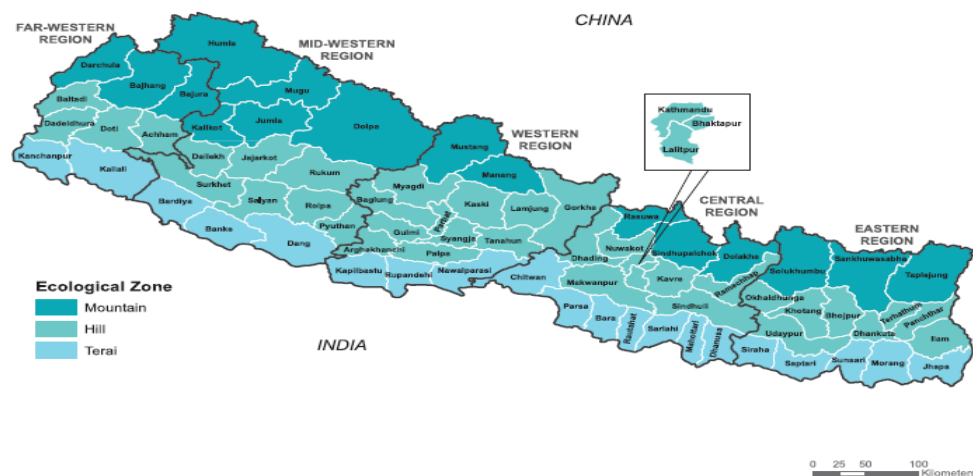 CHINA
FAR-WESTERN
REGION
MID-WESTERN
REGION
WESTERN
REGION
CENTRAL
REGION
EASTERN
REGION
INDIA
Humla
Darchula
Bajhang
Bajura
Mugu
Baitadi
Dadeldhura
Doti
Achham
Kalikot
Jumla
Dolpa
Kanchanpur
Kailali
Dailekh
Jajarkot
Rukum
Surkhet
Salyan
Rolpa
Pyuthan
Bardiya
Banke
Dang
Mustang
Manang
Myagdi
Baglung
Parbat
Kaski
Lamjung
Gorkha
Gulmi
Syangja
Tanahun
Arghakhanchi
Palpa
Kapilbastu
Rupandehi
Nawalparasi
Kathmandu
Bhaktapur
Lalitpur
Rasuwa
Nuwakot
Sindhupalchok
Dolakha
Dhading
Kavre
Ramechhap
Makwanpur
Sindhuli
Chitwan
Parsa
Bara
Rautahat
Sarlahi
Mahottari
Dhanusa
Solukhumbu
Sankhuwasabha
Taplejung
Okhaldhunga
Khotang
Bhojpur
Terhathum
Panchthar
Udaypur
Dhankuta
Ilam
Siraha
Saptari
Sunsari
Morang
Jhapa
Ecological Zone
Mountain
Hill
Terai
0 25 50 100
Kilometers